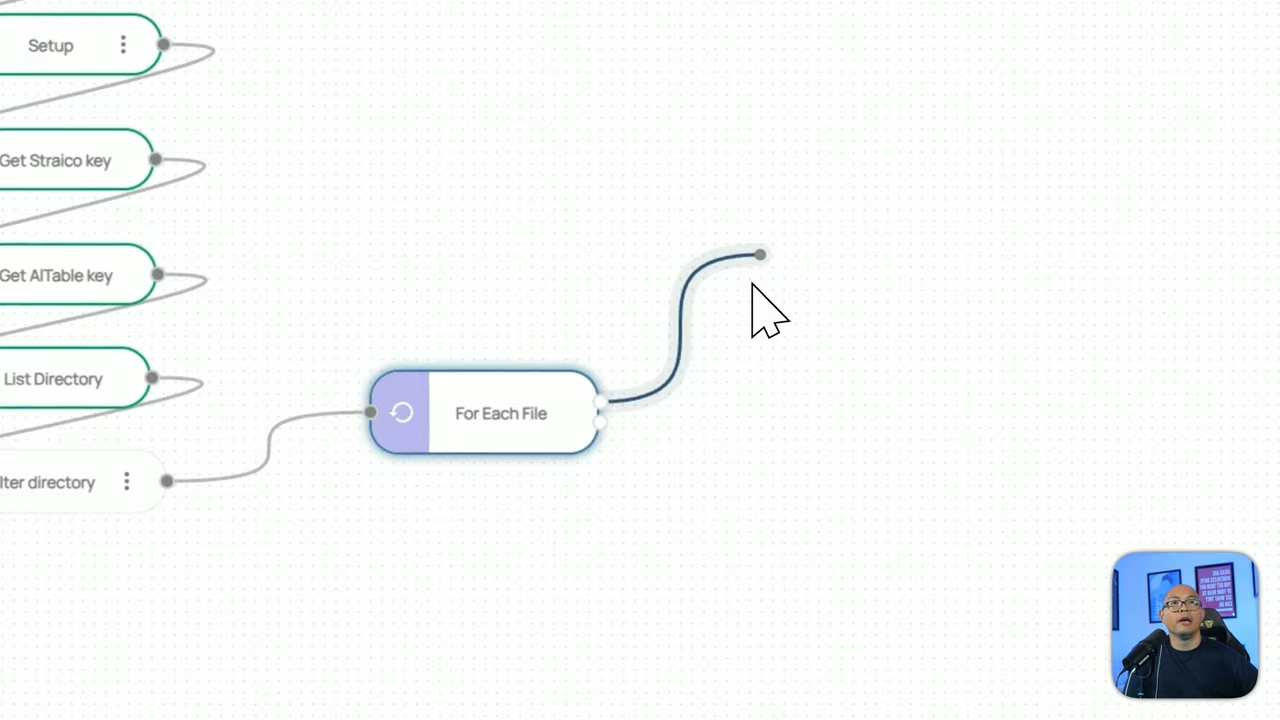 Setup
Get Straico key
Get AITable key
List Directory
For Each File
lter directory